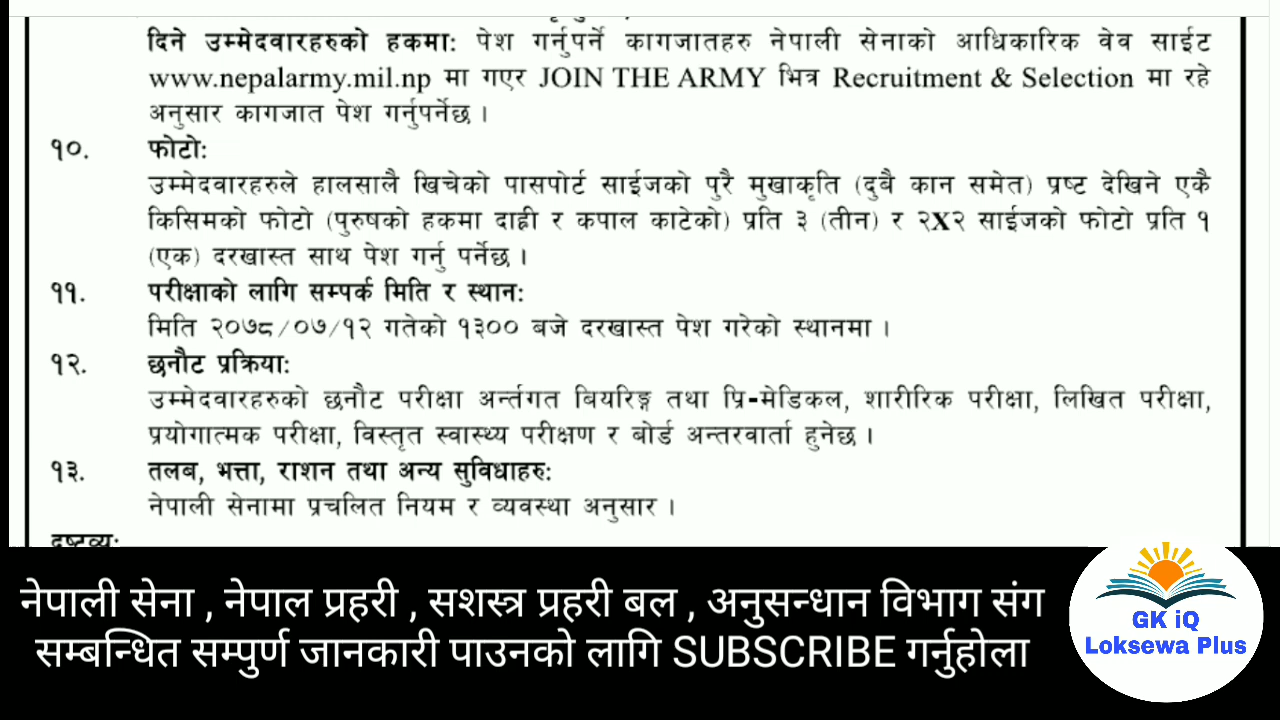 दिने उम्मेदवारहरुको हकमा: पेश गर्नुपर्ने कागजातहरु नेपाली सेनाको आधिकारिक वेव साईट
www.nepalarmy.mil.np मा गएर JOIN THE ARMY भित्र Recruitment & Selection मा रहे
अनुसार कागजात पेश गर्नुपर्नेछ ।
१०. फोटो:
उम्मेदवारहरुले हालसालै खिचेको पासपोर्ट साईजको पुरै मुखाकृति (दुबै कान समेत) प्रष्ट देखिने एकै
किसिमको फोटो (पुरुषको हकमा दाह्री र कपाल काटेको) प्रति ३ (तीन) र २X२ साईजको फोटो प्रति १
(एक) दरखास्त साथ पेश गर्नु पर्नेछ ।
११. परीक्षाको लागि सम्पर्क मिति र स्थान:
मिति २०७८/०७/१२ गतेको १३०० बजे दरखास्त पेश गरेको स्थानमा ।
१२. छनौट प्रक्रिया:
उम्मेदवारहरुको छनौट परीक्षा अर्न्तगत बियरिङ्ग तथा प्रि-मेडिकल, शारीरिक परीक्षा, लिखित परीक्षा,
प्रयोगात्मक परीक्षा, विस्तृत स्वास्थ्य परीक्षण र बोर्ड अन्तरवार्ता हुनेछ ।
१३. तलब, भत्ता, राशन तथा अन्य सुविधाहरु:
नेपाली सेनामा प्रचलित नियम र व्यवस्था अनुसार ।
द्रष्टव्य:
नेपाली सेना , नेपाल प्रहरी , सशस्त्र प्रहरी बल , अनुसन्धान विभाग संग
सम्बन्धित सम्पुर्ण जानकारी पाउनको लागि SUBSCRIBE गर्नुहोला
GK iQ
Loksewa Plus